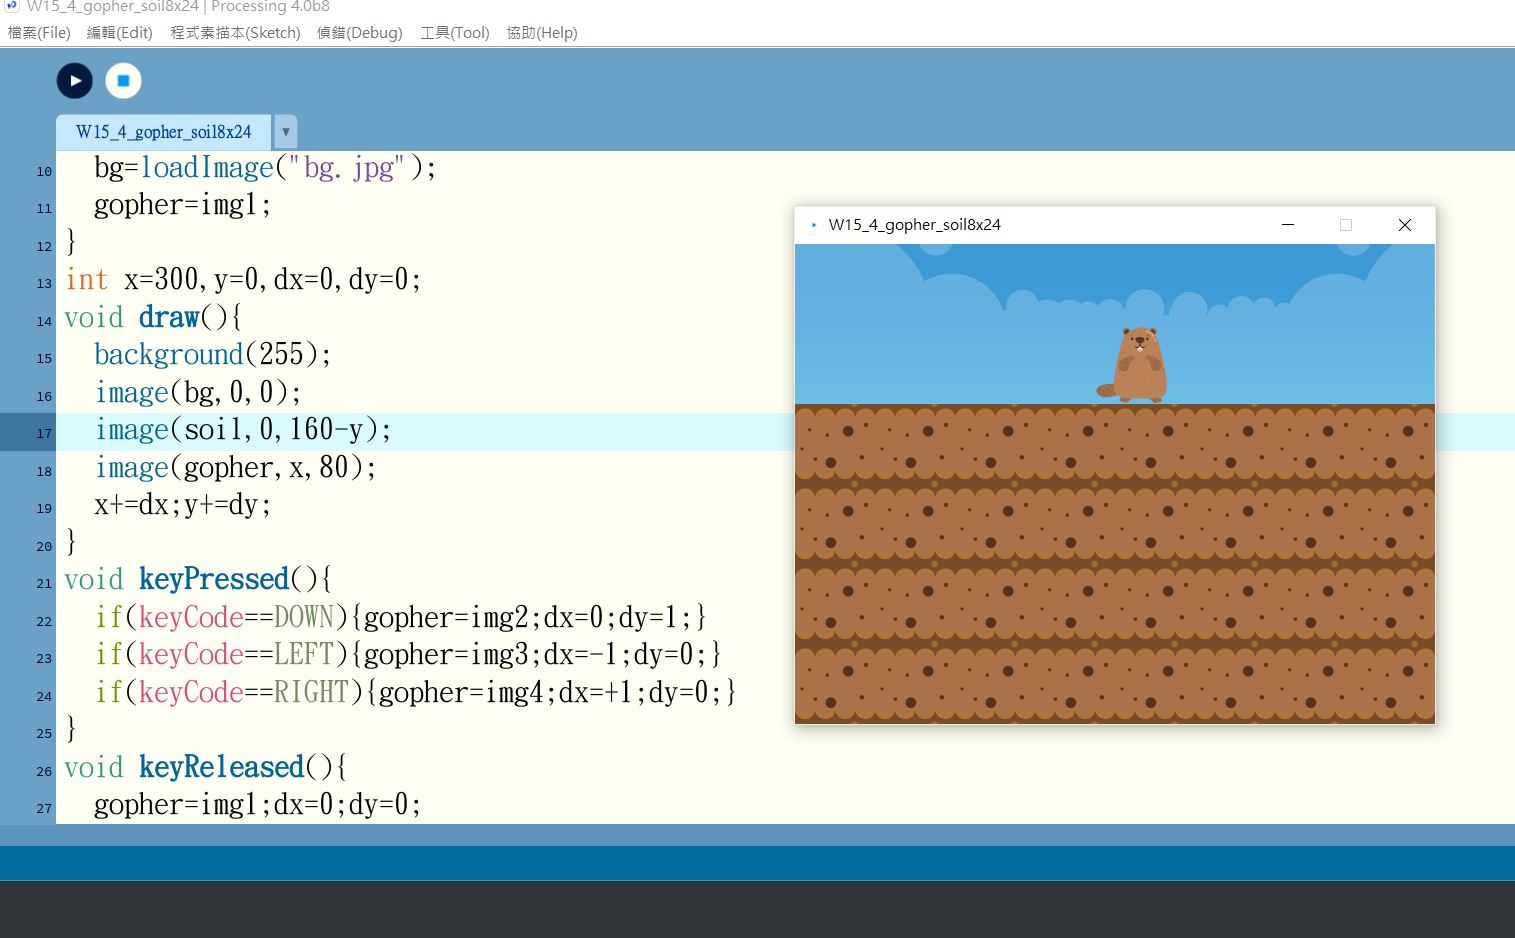 W15_4_gopher_soil8x24 | Processing 4.0b8
檔案(File) 編輯(Edit) 程式素描本(Sketch) 偵錯(Debug) 工具(Tool) 協助(Help)
W15_4_gopher_soil8x24
10 bg=loadImage("bg.jpg");
11 gopher=img1;
12 }
13 int x=300,y=0,dx=0,dy=0;
14 void draw(){
15 background(255);
16 image(bg,0,0);
17 image(soil,0,160-y);
18 image(gopher,x,80);
19 x+=dx;y+=dy;
20 }
21 void keyPressed(){
22 if(keyCode==DOWN){gopher=img2;dx=0;dy=1;}
23 if(keyCode==LEFT){gopher=img3;dx=-1;dy=0;}
24 if(keyCode==RIGHT){gopher=img4;dx=+1;dy=0;}
25 }
26 void keyReleased(){
27 gopher=img1;dx=0;dy=0;
W15_4_gopher_soil8x24